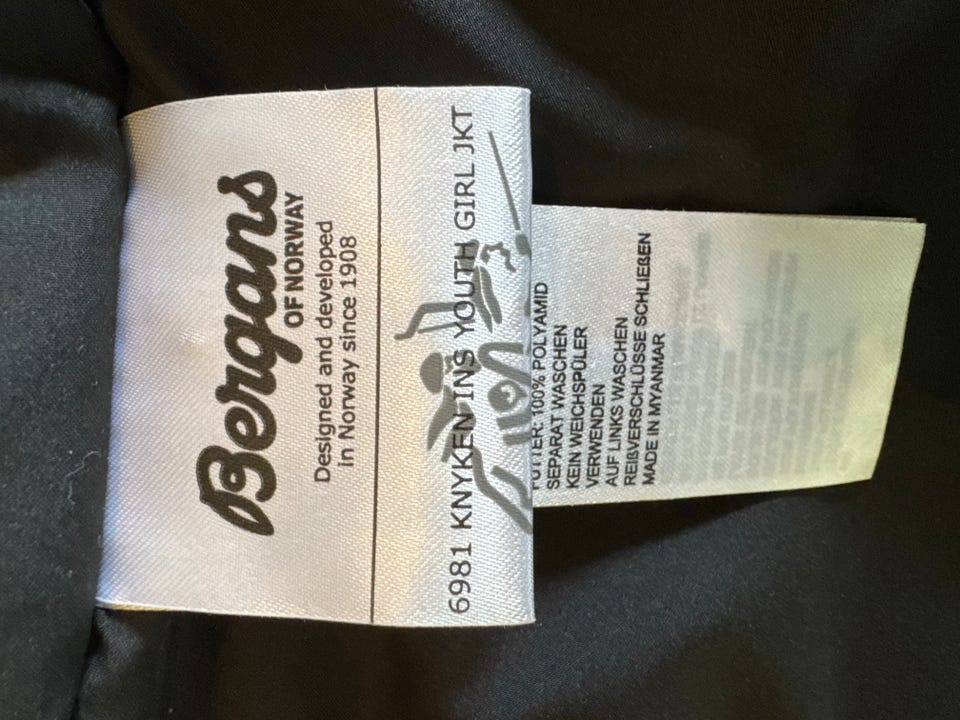 Bergans
OF NORWAY
Designed and developed
in Norway since 1908
6981 KNYKEN INS YOUTH GIRL JKT
FUTTER: 100% POLYAMID
SEPARAT WASCHEN
KEIN WEICHSPÜLER
VERWENDEN
AUF LINKS WASCHEN
REIßVERSCHLÜSSE SCHLIEßEN
MADE IN MYANMAR